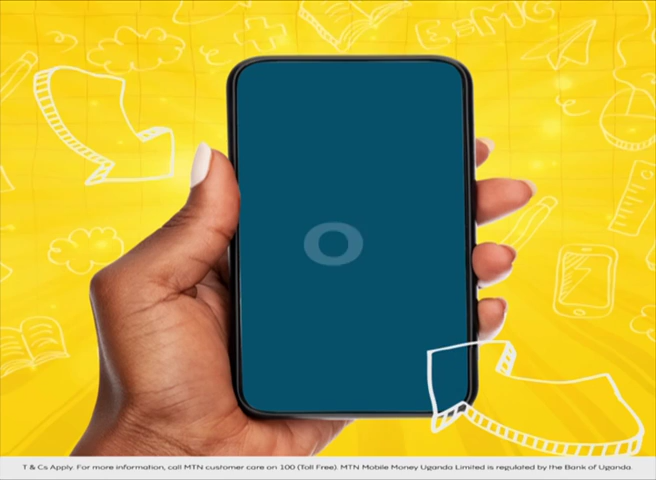 E=MC
O
T & Cs Apply. For more information, call MTN customer care on 100 (Toll Free). MTN Mobile Money Uganda Limited is regulated by the Bank of Uganda.